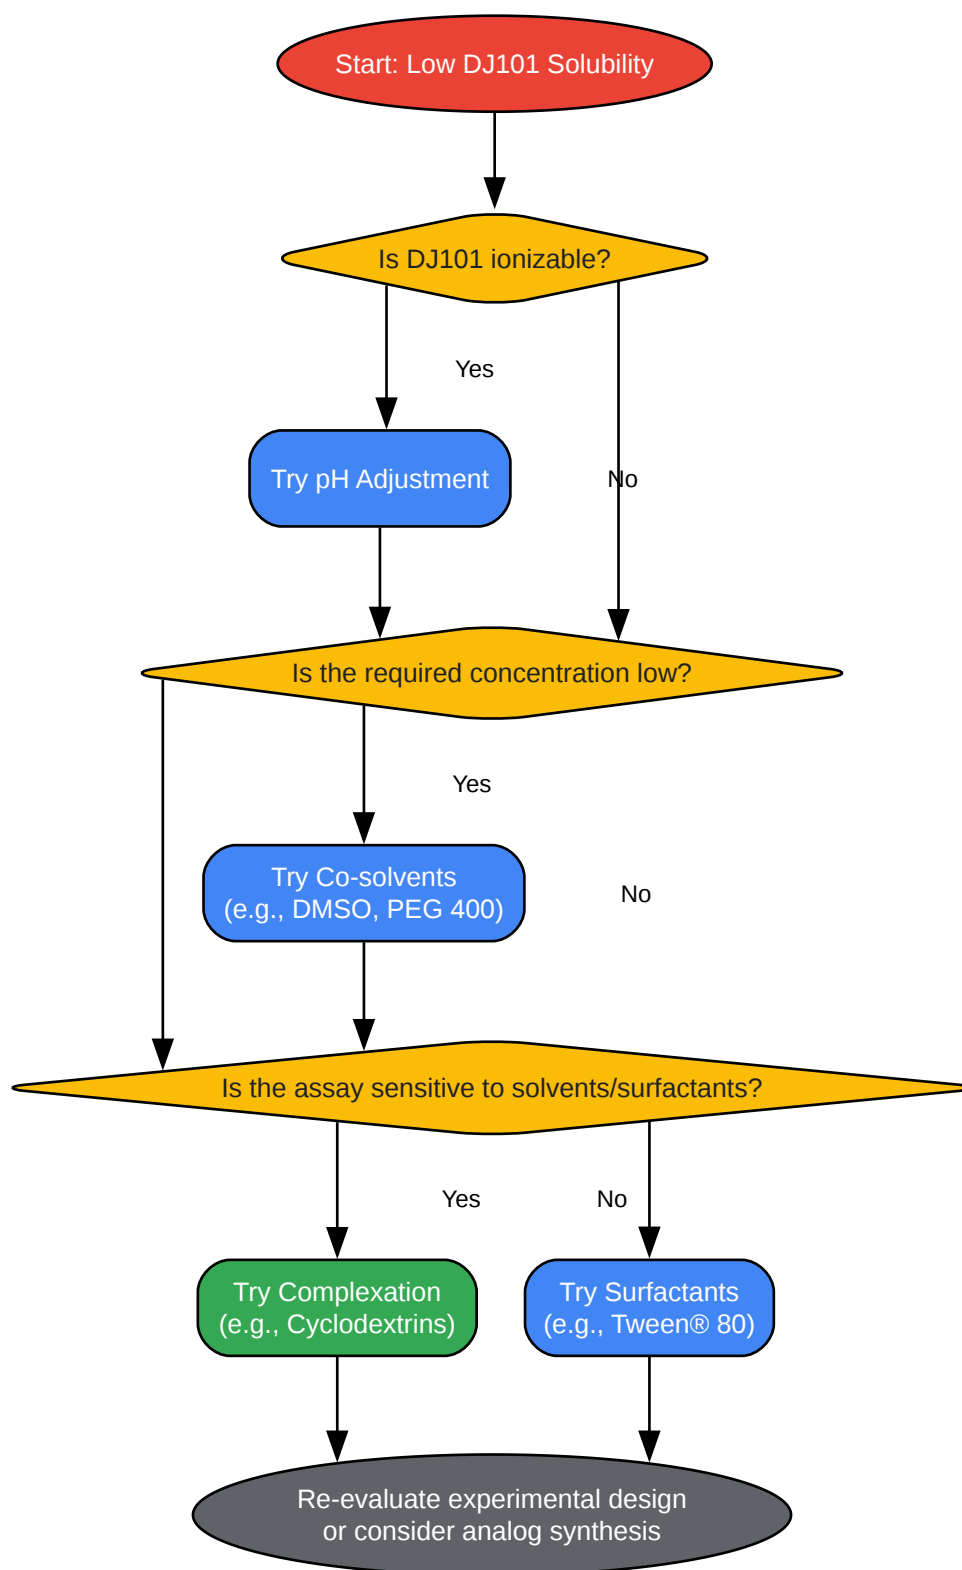 Start: Low DJ101 Solubility
Is DJ101 ionizable?
Yes
Try pH Adjustment
No
Is the required concentration low?
Yes
Try Co-solvents
(e.g., DMSO, PEG 400)
No
Is the assay sensitive to solvents/surfactants?
Yes
No
Try Complexation
(e.g., Cyclodextrins)
Try Surfactants
(e.g., Tween® 80)
Re-evaluate experimental design
or consider analog synthesis